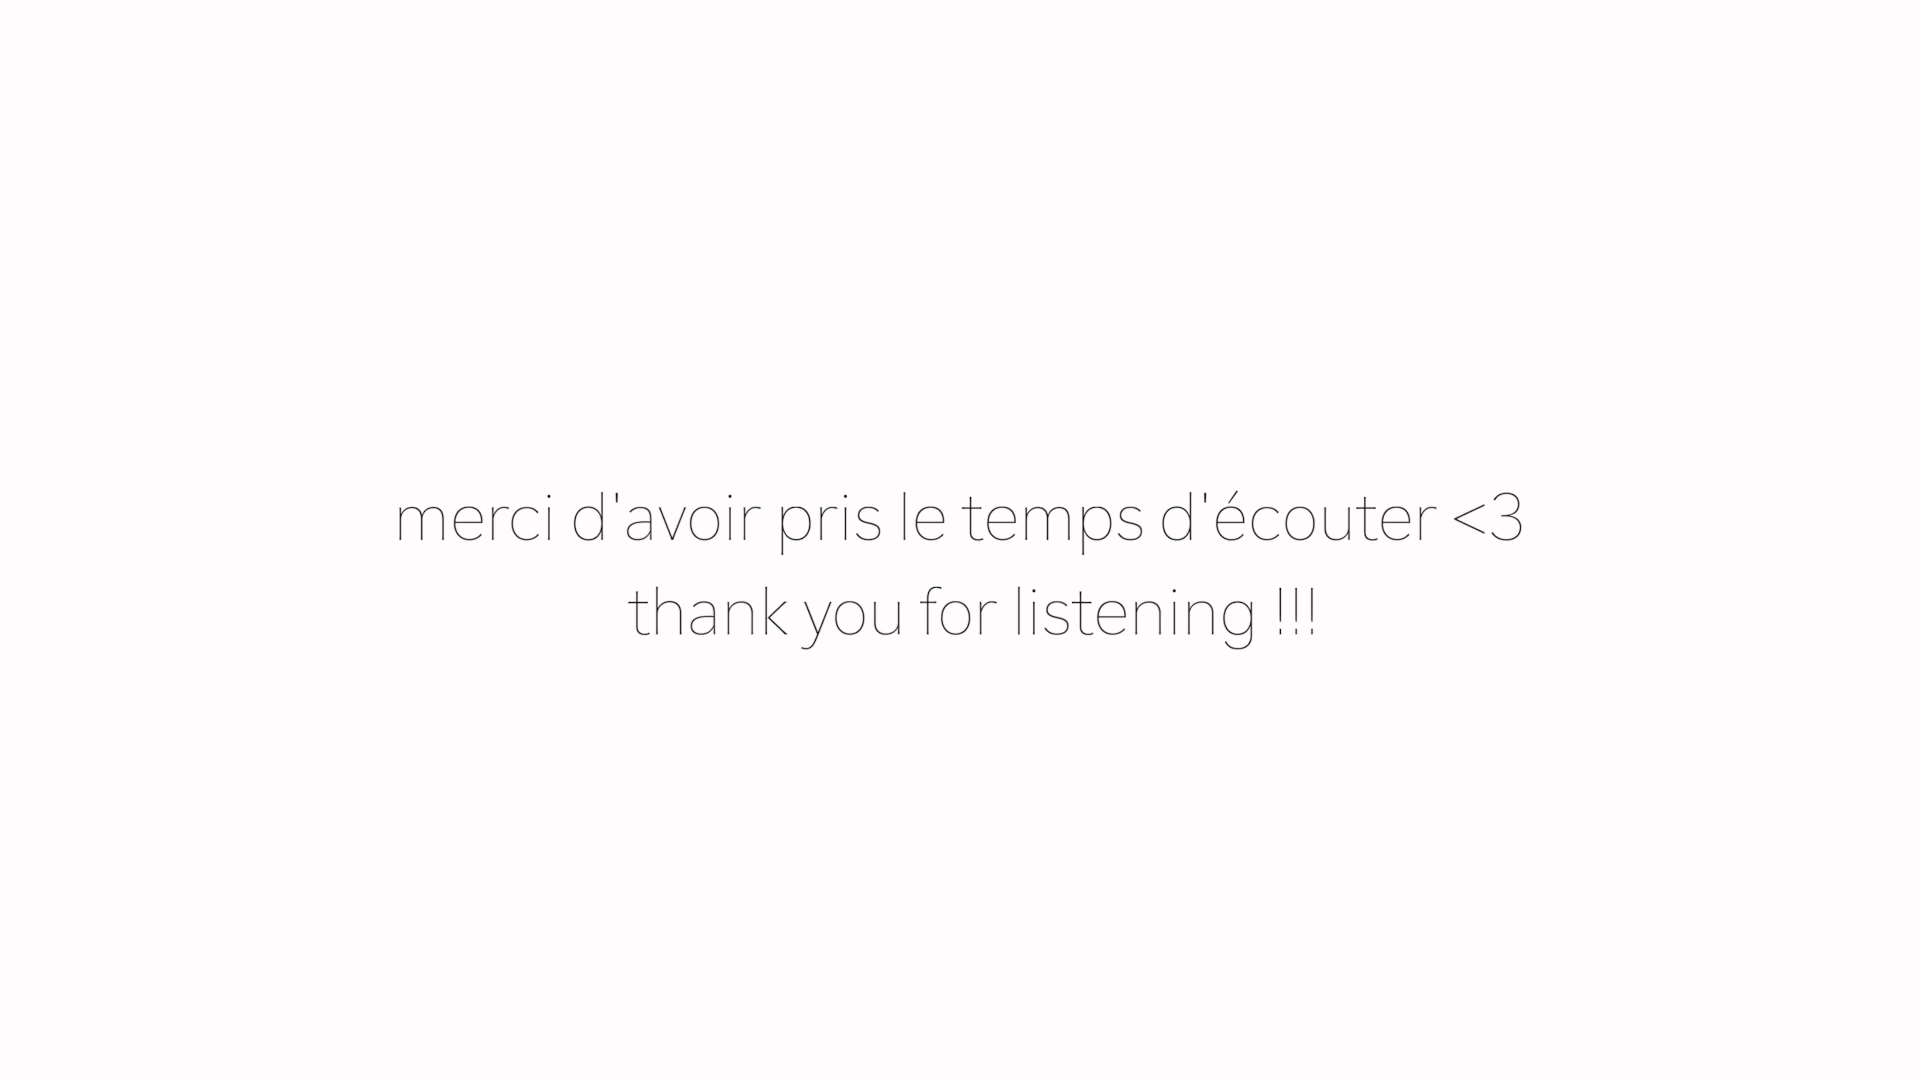 merci d'avoir pris le temps d'écouter <3
thank you for listening !!!